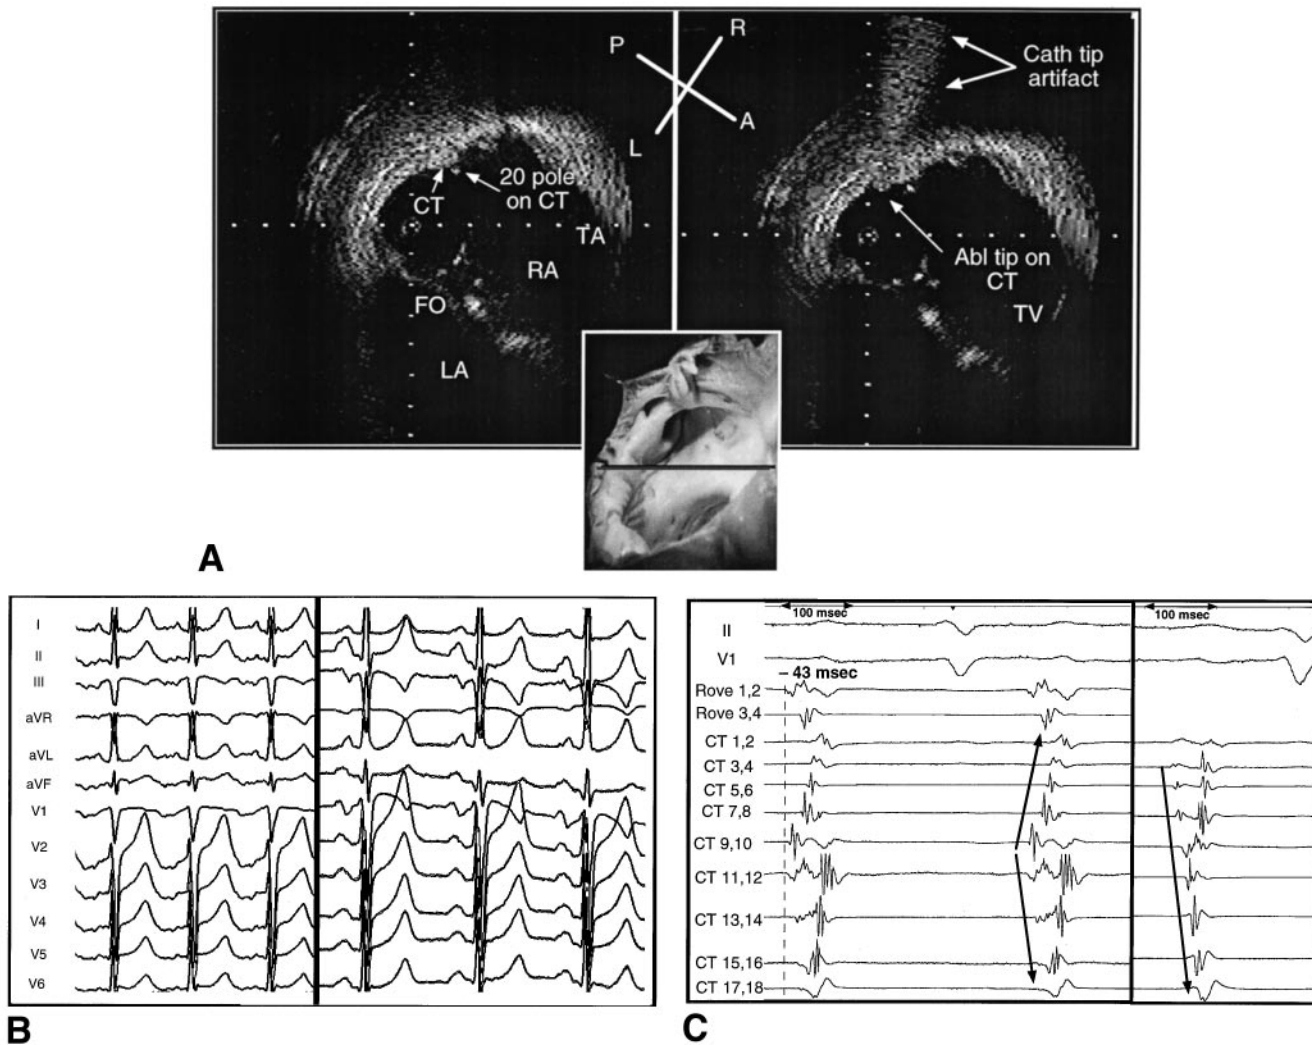 P
R
L
A
CT
20 pole
on CT
TA
RA
FO
LA
Cath tip
artifact
Abl tip on
CT
TV
A
I
II
III
aVR
aVL
aVF
V1
V2
V3
V4
V5
V6
B
100 msec
100 msec
II
V1
– 43 msec
Rove 1,2
Rove 3,4
CT 1,2
CT 3,4
CT 5,6
CT 7,8
CT 9,10
CT 11,12
CT 13,14
CT 15,16
CT 17,18
C